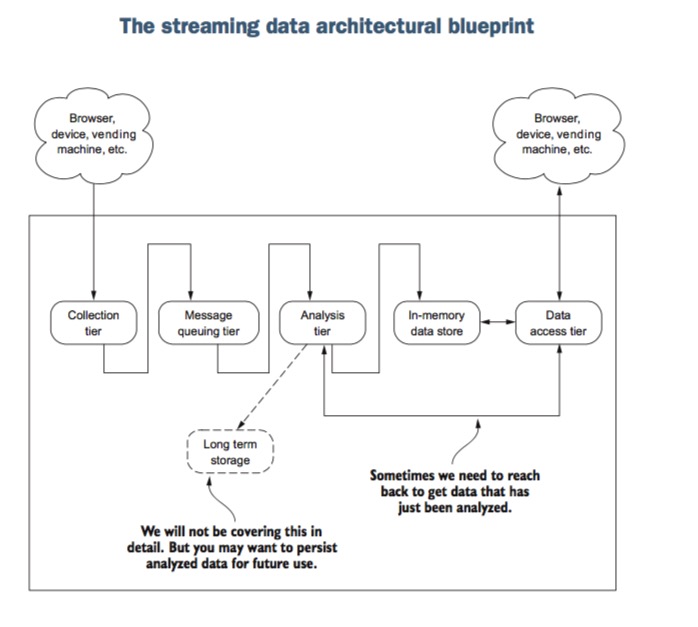 The streaming data architectural blueprint
Browser,
device, vending
machine, etc.
Browser,
device, vending
machine, etc.
Collection
tier
Message
queuing tier
Analysis
tier
In-memory
data store
Data
access tier
Long term
storage
Sometimes we need to reach
back to get data that has
just been analyzed.
We will not be covering this in
detail. But you may want to persist
analyzed data for future use.